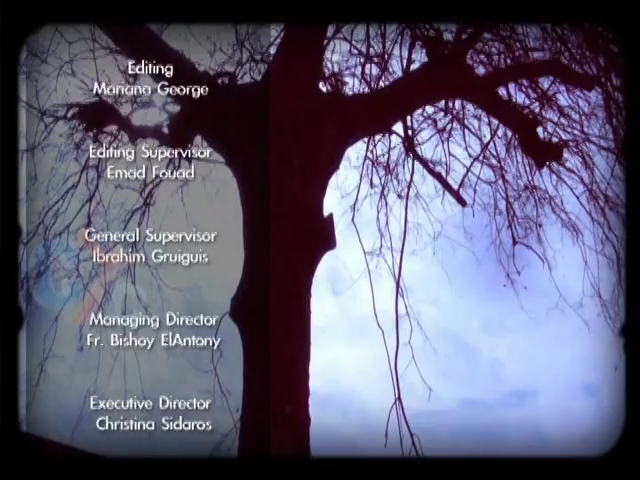 Editing
Mariana George
Editing Supervisor
Emad Fouad
General Supervisor
Ibrahim Gruiguis
Managing Director
Fr. Bishoy ElAntony
Executive Director
Christina Sidaros